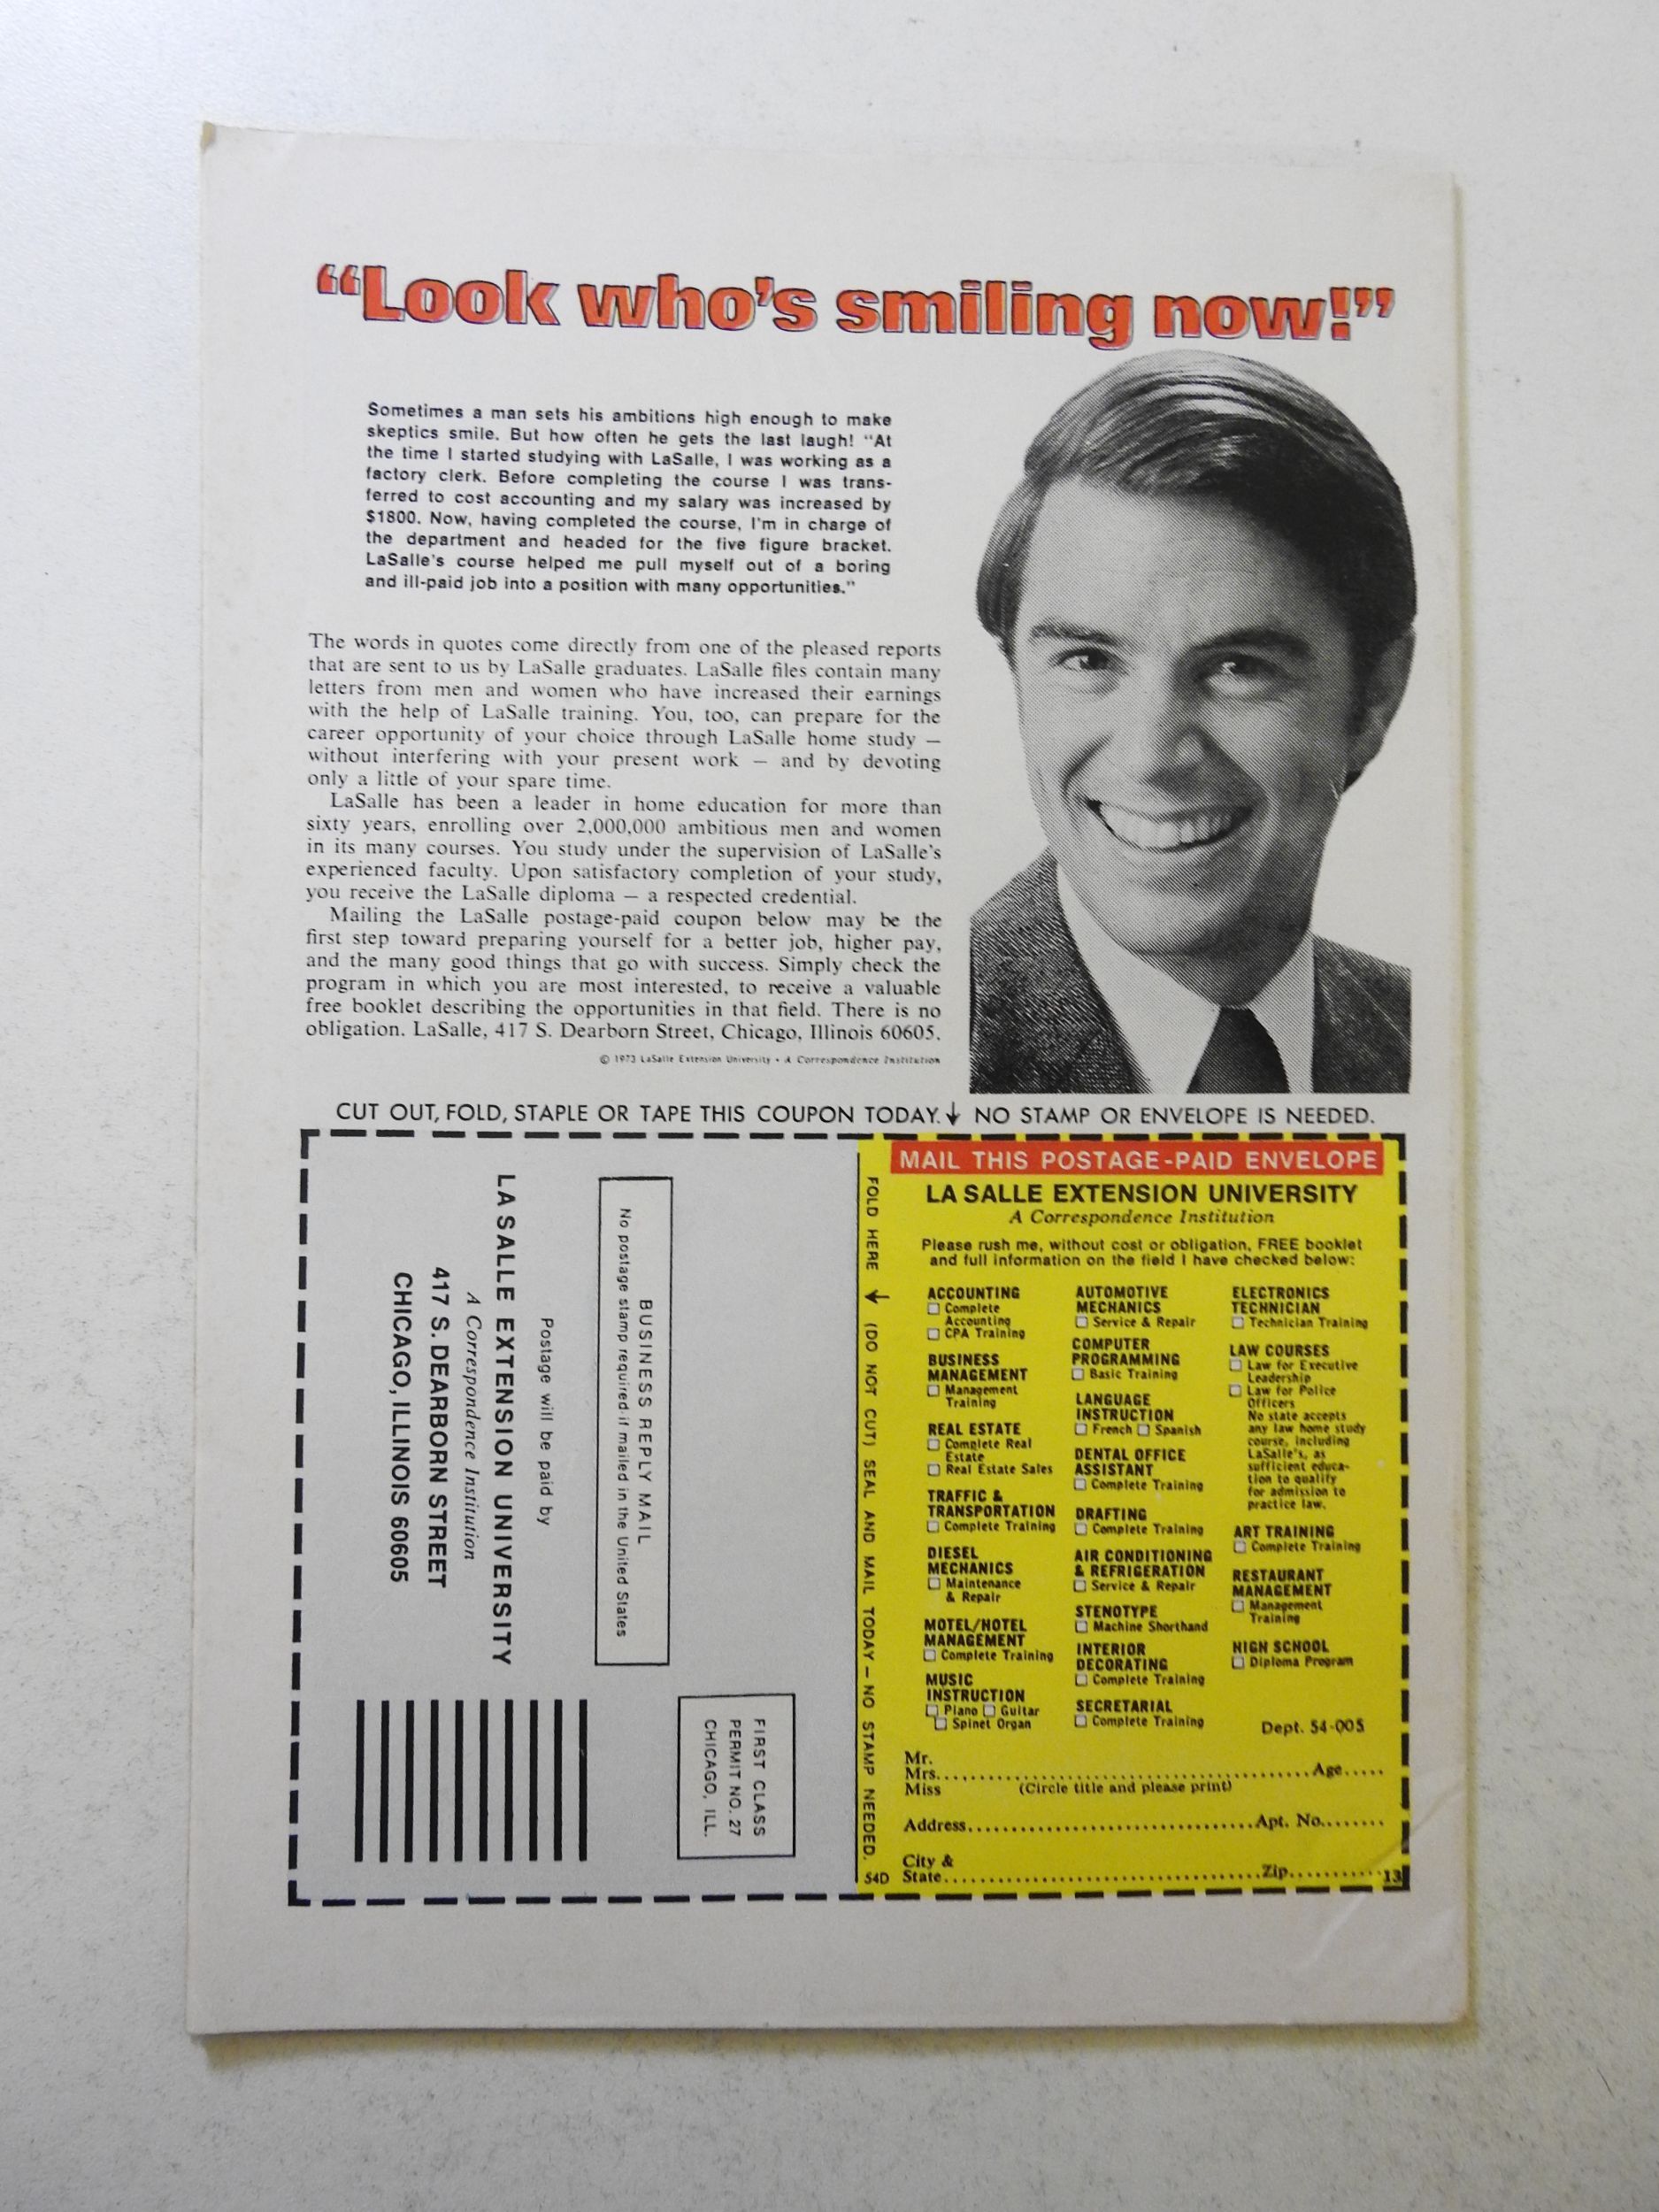 “Look who’s smiling now!”
Sometimes a man sets his ambitions high enough to make
skeptics smile. But how often he gets the last laugh! “At
the time I started studying with LaSalle, I was working as a
factory clerk. Before completing the course I was trans-
ferred to cost accounting and my salary was increased by
$1800. Now, having completed the course, I’m in charge of
the department and headed for the five figure bracket.
LaSalle’s course helped me pull myself out of a boring
and ill-paid job into a position with many opportunities.”
The words in quotes come directly from one of the pleased reports
that are sent to us by LaSalle graduates. LaSalle files contain many
letters from men and women who have increased their earnings
with the help of LaSalle training. You, too, can prepare for the
career opportunity of your choice through LaSalle home study —
without interfering with your present work — and by devoting
only a little of your spare time.
LaSalle has been a leader in home education for more than
sixty years, enrolling over 2,000,000 ambitious men and women
in its many courses. You study under the supervision of LaSalle’s
experienced faculty. Upon satisfactory completion of your study,
you receive the LaSalle diploma — a respected credential.
Mailing the LaSalle postage-paid coupon below may be the
first step toward preparing yourself for a better job, higher pay,
and the many good things that go with success. Simply check the
program in which you are most interested, to receive a valuable
free booklet describing the opportunities in that field. There is no
obligation. LaSalle, 417 S. Dearborn Street, Chicago, Illinois 60605.
© 1973 LaSalle Extension University • A Correspondence Institution
CUT OUT, FOLD, STAPLE OR TAPE THIS COUPON TODAY. ↓ NO STAMP OR ENVELOPE IS NEEDED.
FIRST CLASS
PERMIT NO. 27
CHICAGO, ILL.
BUSINESS REPLY MAIL
No postage stamp required if mailed in the United States
Postage will be paid by
LA SALLE EXTENSION UNIVERSITY
A Correspondence Institution
417 S. DEARBORN STREET
CHICAGO, ILLINOIS 60605
FOLD HERE ↓ (DO NOT CUT) SEAL AND MAIL TODAY — NO STAMP NEEDED.
54D
MAIL THIS POSTAGE-PAID ENVELOPE
LA SALLE EXTENSION UNIVERSITY
A Correspondence Institution
Please rush me, without cost or obligation, FREE booklet
and full information on the field I have checked below:
ACCOUNTING
☐ Complete
Accounting
☐ CPA Training
BUSINESS
MANAGEMENT
☐ Management
Training
REAL ESTATE
☐ Complete Real
Estate
☐ Real Estate Sales
TRAFFIC &
TRANSPORTATION
☐ Complete Training
DIESEL
MECHANICS
☐ Maintenance
& Repair
MOTEL/HOTEL
MANAGEMENT
☐ Complete Training
MUSIC
INSTRUCTION
☐ Piano ☐ Guitar
☐ Spinet Organ
AUTOMOTIVE
MECHANICS
☐ Service & Repair
COMPUTER
PROGRAMMING
☐ Basic Training
LANGUAGE
INSTRUCTION
☐ French ☐ Spanish
DENTAL OFFICE
ASSISTANT
☐ Complete Training
DRAFTING
☐ Complete Training
AIR CONDITIONING
& REFRIGERATION
☐ Service & Repair
STENOTYPE
☐ Machine Shorthand
INTERIOR
DECORATING
☐ Complete Training
SECRETARIAL
☐ Complete Training
ELECTRONICS
TECHNICIAN
☐ Technician Training
LAW COURSES
☐ Law for Executive
Leadership
☐ Law for Police
Officers
No state accepts
any law home study
course, including
LaSalle’s, as
sufficient educa-
tion to qualify
for admission to
practice law.
ART TRAINING
☐ Complete Training
RESTAURANT
MANAGEMENT
☐ Management
Training
HIGH SCHOOL
☐ Diploma Program
Dept. 54-005
Mr.
Mrs. Age
Miss (Circle title and please print)
Address Apt. No.
City &
State Zip 13